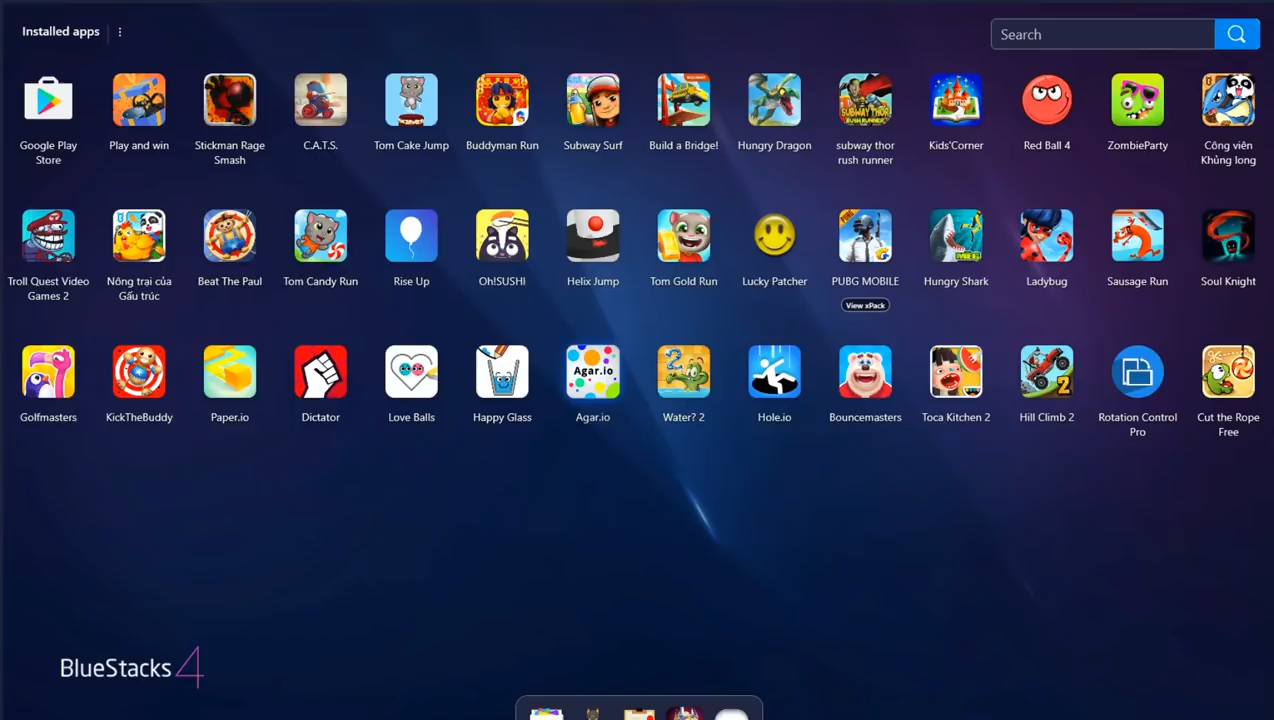 Installed apps
Search
Google Play
Store
Play and win
Stickman Rage
Smash
C.A.T.S.
Tom Cake Jump
Buddyman Run
Subway Surf
Build a Bridge!
Hungry Dragon
subway thor
rush runner
Kids'Corner
Red Ball 4
ZombieParty
Công viên
Khủng long
Troll Quest Video
Games 2
Nông trại của
Gấu trúc
Beat The Paul
Tom Candy Run
Rise Up
Oh!SUSHI
Helix Jump
Tom Gold Run
Lucky Patcher
PUBG MOBILE
View xPack
Hungry Shark
Ladybug
Sausage Run
Soul Knight
Golfmasters
KickTheBuddy
Paper.io
Dictator
Love Balls
Happy Glass
Agar.io
Agar.io
Water? 2
Hole.io
Bouncemasters
Toca Kitchen 2
Hill Climb 2
Rotation Control
Pro
Cut the Rope
Free
BlueStacks 4